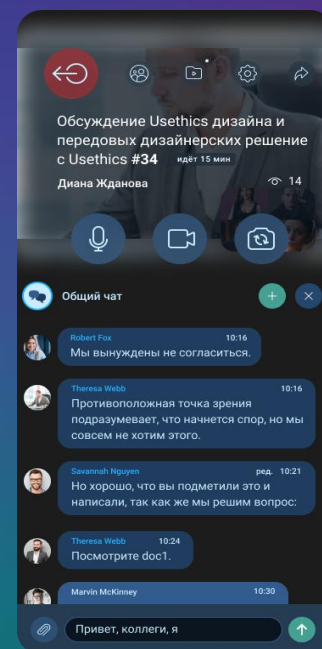 Обсуждение Usethics дизайна и
передовых дизайнерских решение
с Usethics #34 идёт 15 мин
Диана Жданова 14
Общий чат
Robert Fox 10:16
Мы вынуждены не согласиться.
Theresa Webb 10:16
Противоположная точка зрения
подразумевает, что начнется спор, но мы
совсем не хотим этого.
Savannah Nguyen ред. 10:21
Но хорошо, что вы подметили это и
написали, так как же мы решим вопрос:
Theresa Webb 10:24
Посмотрите doc1.
Marvin McKinney 10:30
Привет, коллеги, я